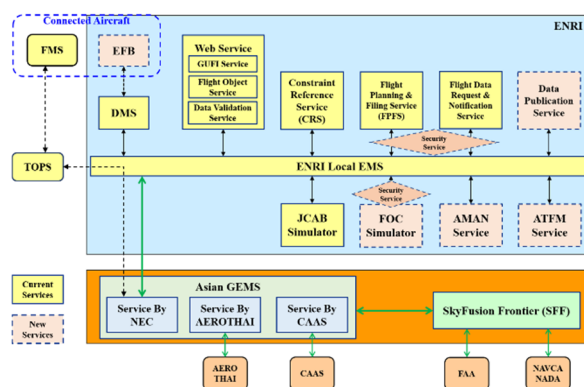 Connected Aircraft
ENRI
FMS
EFB
DMS
TOPS
Web Service
GUFI Service
Flight Object
Service
Data Validation
Service
Constraint
Reference
Service
(CRS)
Flight
Planning &
Filing Service
(FPFS)
Flight Data
Request &
Notification
Service
Data
Publication
Service
Security
Service
ENRI Local EMS
Security
Service
JCAB
Simulator
FOC
Simulator
AMAN
Service
ATFM
Service
Current
Services
New
Services
Asian GEMS
Service By
NEC
Service By
AEROTHAI
Service By
CAAS
SkyFusion Frontier (SFF)
AERO
THAI
CAAS
FAA
NAVCA
NADA